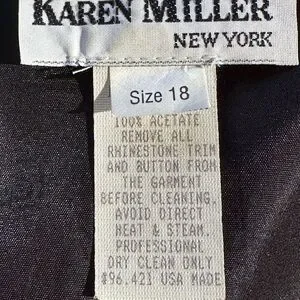 KAREN MILLER
NEW YORK
Size 18
100% ACETATE
REMOVE ALL
RHINESTONE TRIM
AND BUTTON FROM
THE GARMENT
BEFORE CLEANING,
AVOID DIRECT
HEAT & STEAM.
PROFESSIONAL
DRY CLEAN ONLY
#96.421 USA MADE